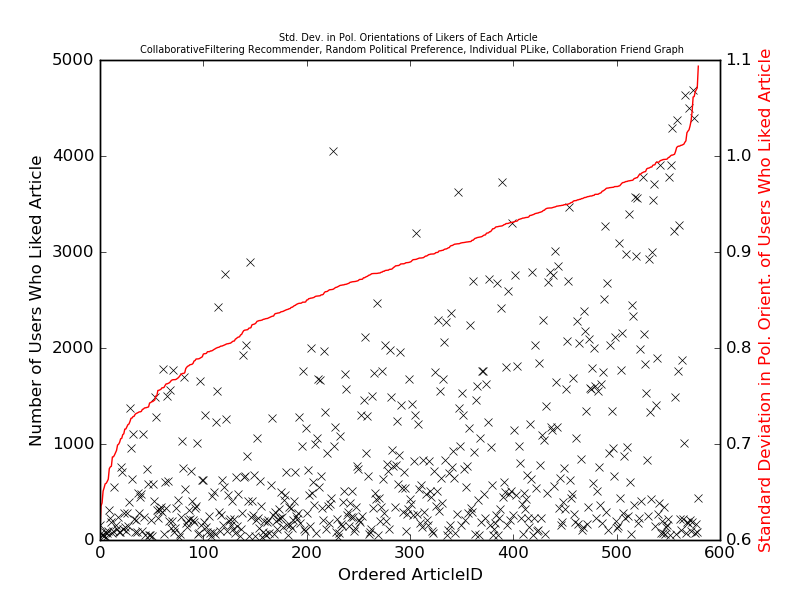 Std. Dev. in Pol. Orientations of Likers of Each Article
CollaborativeFiltering Recommender, Random Political Preference, Individual PLike, Collaboration Friend Graph
5000
4000
3000
2000
1000
0
Number of Users Who Liked Article
1.1
1.0
0.9
0.8
0.7
0.6
Standard Deviation in Pol. Orient. of Users Who Liked Article
0 100 200 300 400 500 600
Ordered ArticleID